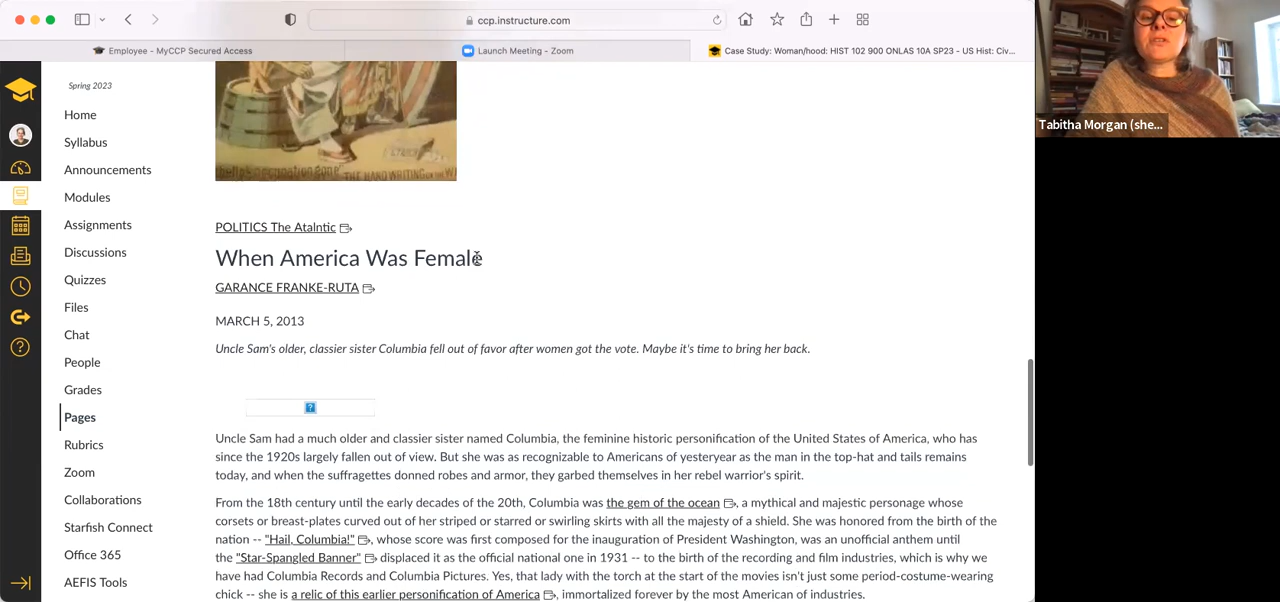 ccp.instructure.com
Employee - MyCCP Secured Access
Launch Meeting - Zoom
Case Study: Woman/hood: HIST 102 900 ONLAS 10A SP23 - US Hist: Civ...
Tabitha Morgan (she...
Spring 2023
Home
Syllabus
Announcements
Modules
Assignments
Discussions
Quizzes
Files
Chat
People
Grades
Pages
Rubrics
Zoom
Collaborations
Starfish Connect
Office 365
AEFIS Tools
THE HAND WRITING ON THE W
POLITICS The Atalntic
When America Was Female
GARANCE FRANKE-RUTA
MARCH 5, 2013
Uncle Sam's older, classier sister Columbia fell out of favor after women got the vote. Maybe it's time to bring her back.
Uncle Sam had a much older and classier sister named Columbia, the feminine historic personification of the United States of America, who has
since the 1920s largely fallen out of view. But she was as recognizable to Americans of yesteryear as the man in the top-hat and tails remains
today, and when the suffragettes donned robes and armor, they garbed themselves in her rebel warrior's spirit.
From the 18th century until the early decades of the 20th, Columbia was the gem of the ocean, a mythical and majestic personage whose
corsets or breast-plates curved out of her striped or starred or swirling skirts with all the majesty of a shield. She was honored from the birth of the
nation -- "Hail, Columbia!", whose score was first composed for the inauguration of President Washington, was an unofficial anthem until
the "Star-Spangled Banner" displaced it as the official national one in 1931 -- to the birth of the recording and film industries, which is why we
have had Columbia Records and Columbia Pictures. Yes, that lady with the torch at the start of the movies isn't just some period-costume-wearing
chick -- she is a relic of this earlier personification of America, immortalized forever by the most American of industries.